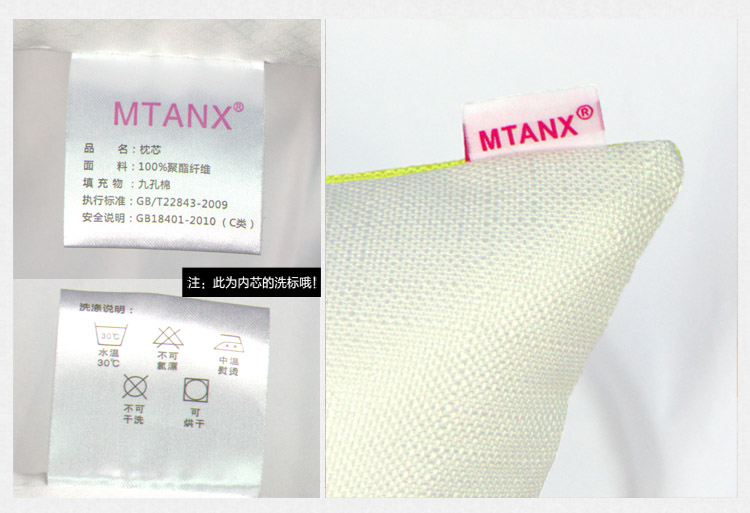 MTANX®
品 名：枕芯
面 料：100%聚酯纤维
填 充 物：九孔棉
执行标准：GB/T22843-2009
安全说明：GB18401-2010（C类）
注：此为内芯的洗标哦！
洗涤说明：
30℃
水温
30℃
不可
氯漂
中温
熨烫
不可
干洗
可
烘干
MTANX®